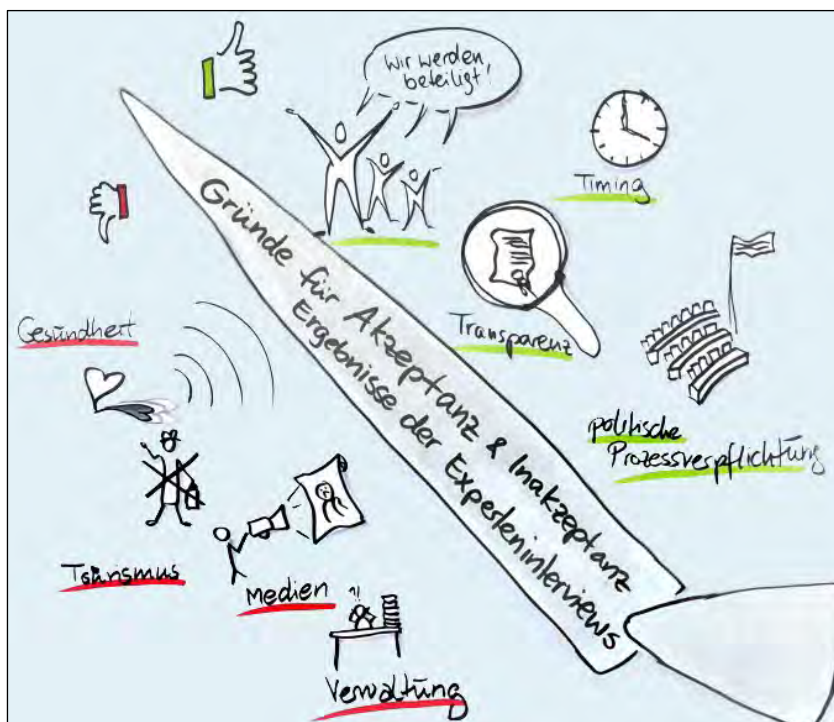 Wir werden
beteiligt!
Timing
Gründe für Akzeptanz & Inakzeptanz
Ergebnisse der Experteninterviews
Transparenz
Gesundheit
politische
Prozessverpflichtung
Tourismus
Medien
?!
Verwaltung